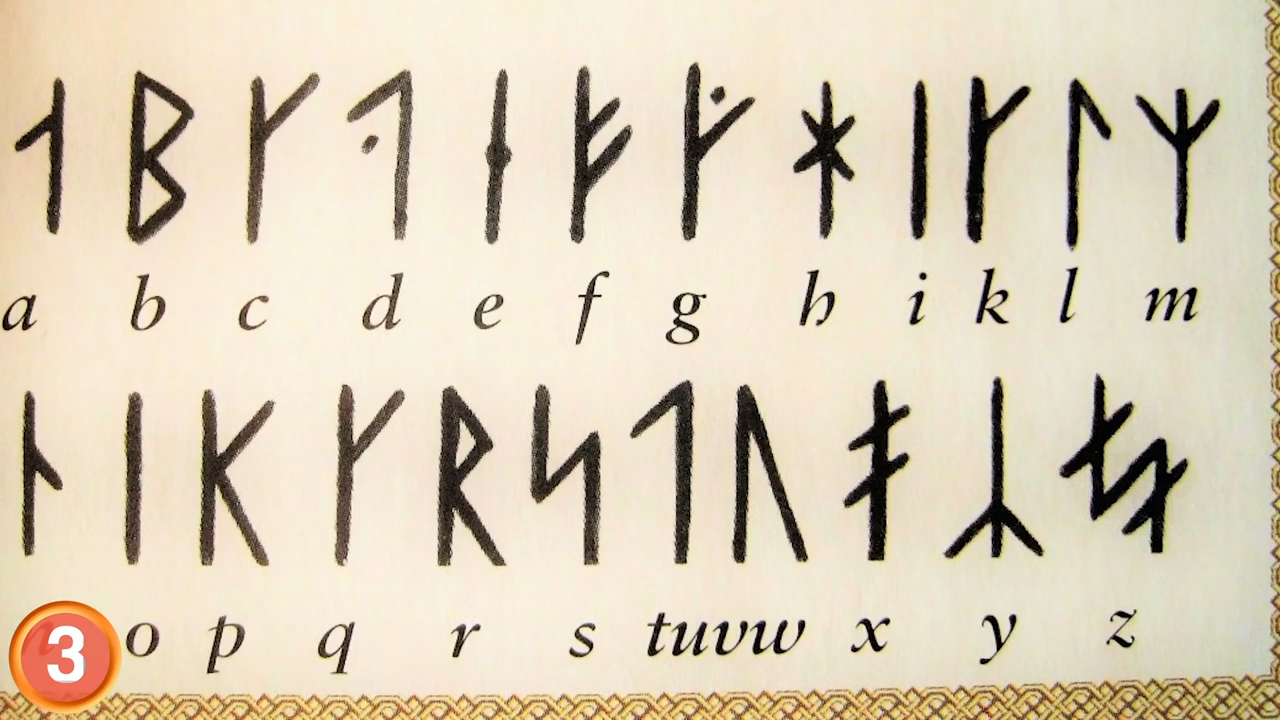 ᛆ ᛒ ᚴ ᛑ ᛂ ᚠ ᚵ ᚼ ᛁ ᚴ ᛚ ᛘ
a b c d e f g h i k l m
ᚿ ᛁ K ᚴ ᚱ ᛋ ᛐ ᚢ ᚯ ᛦ
o p q r s tuvw x y z
3